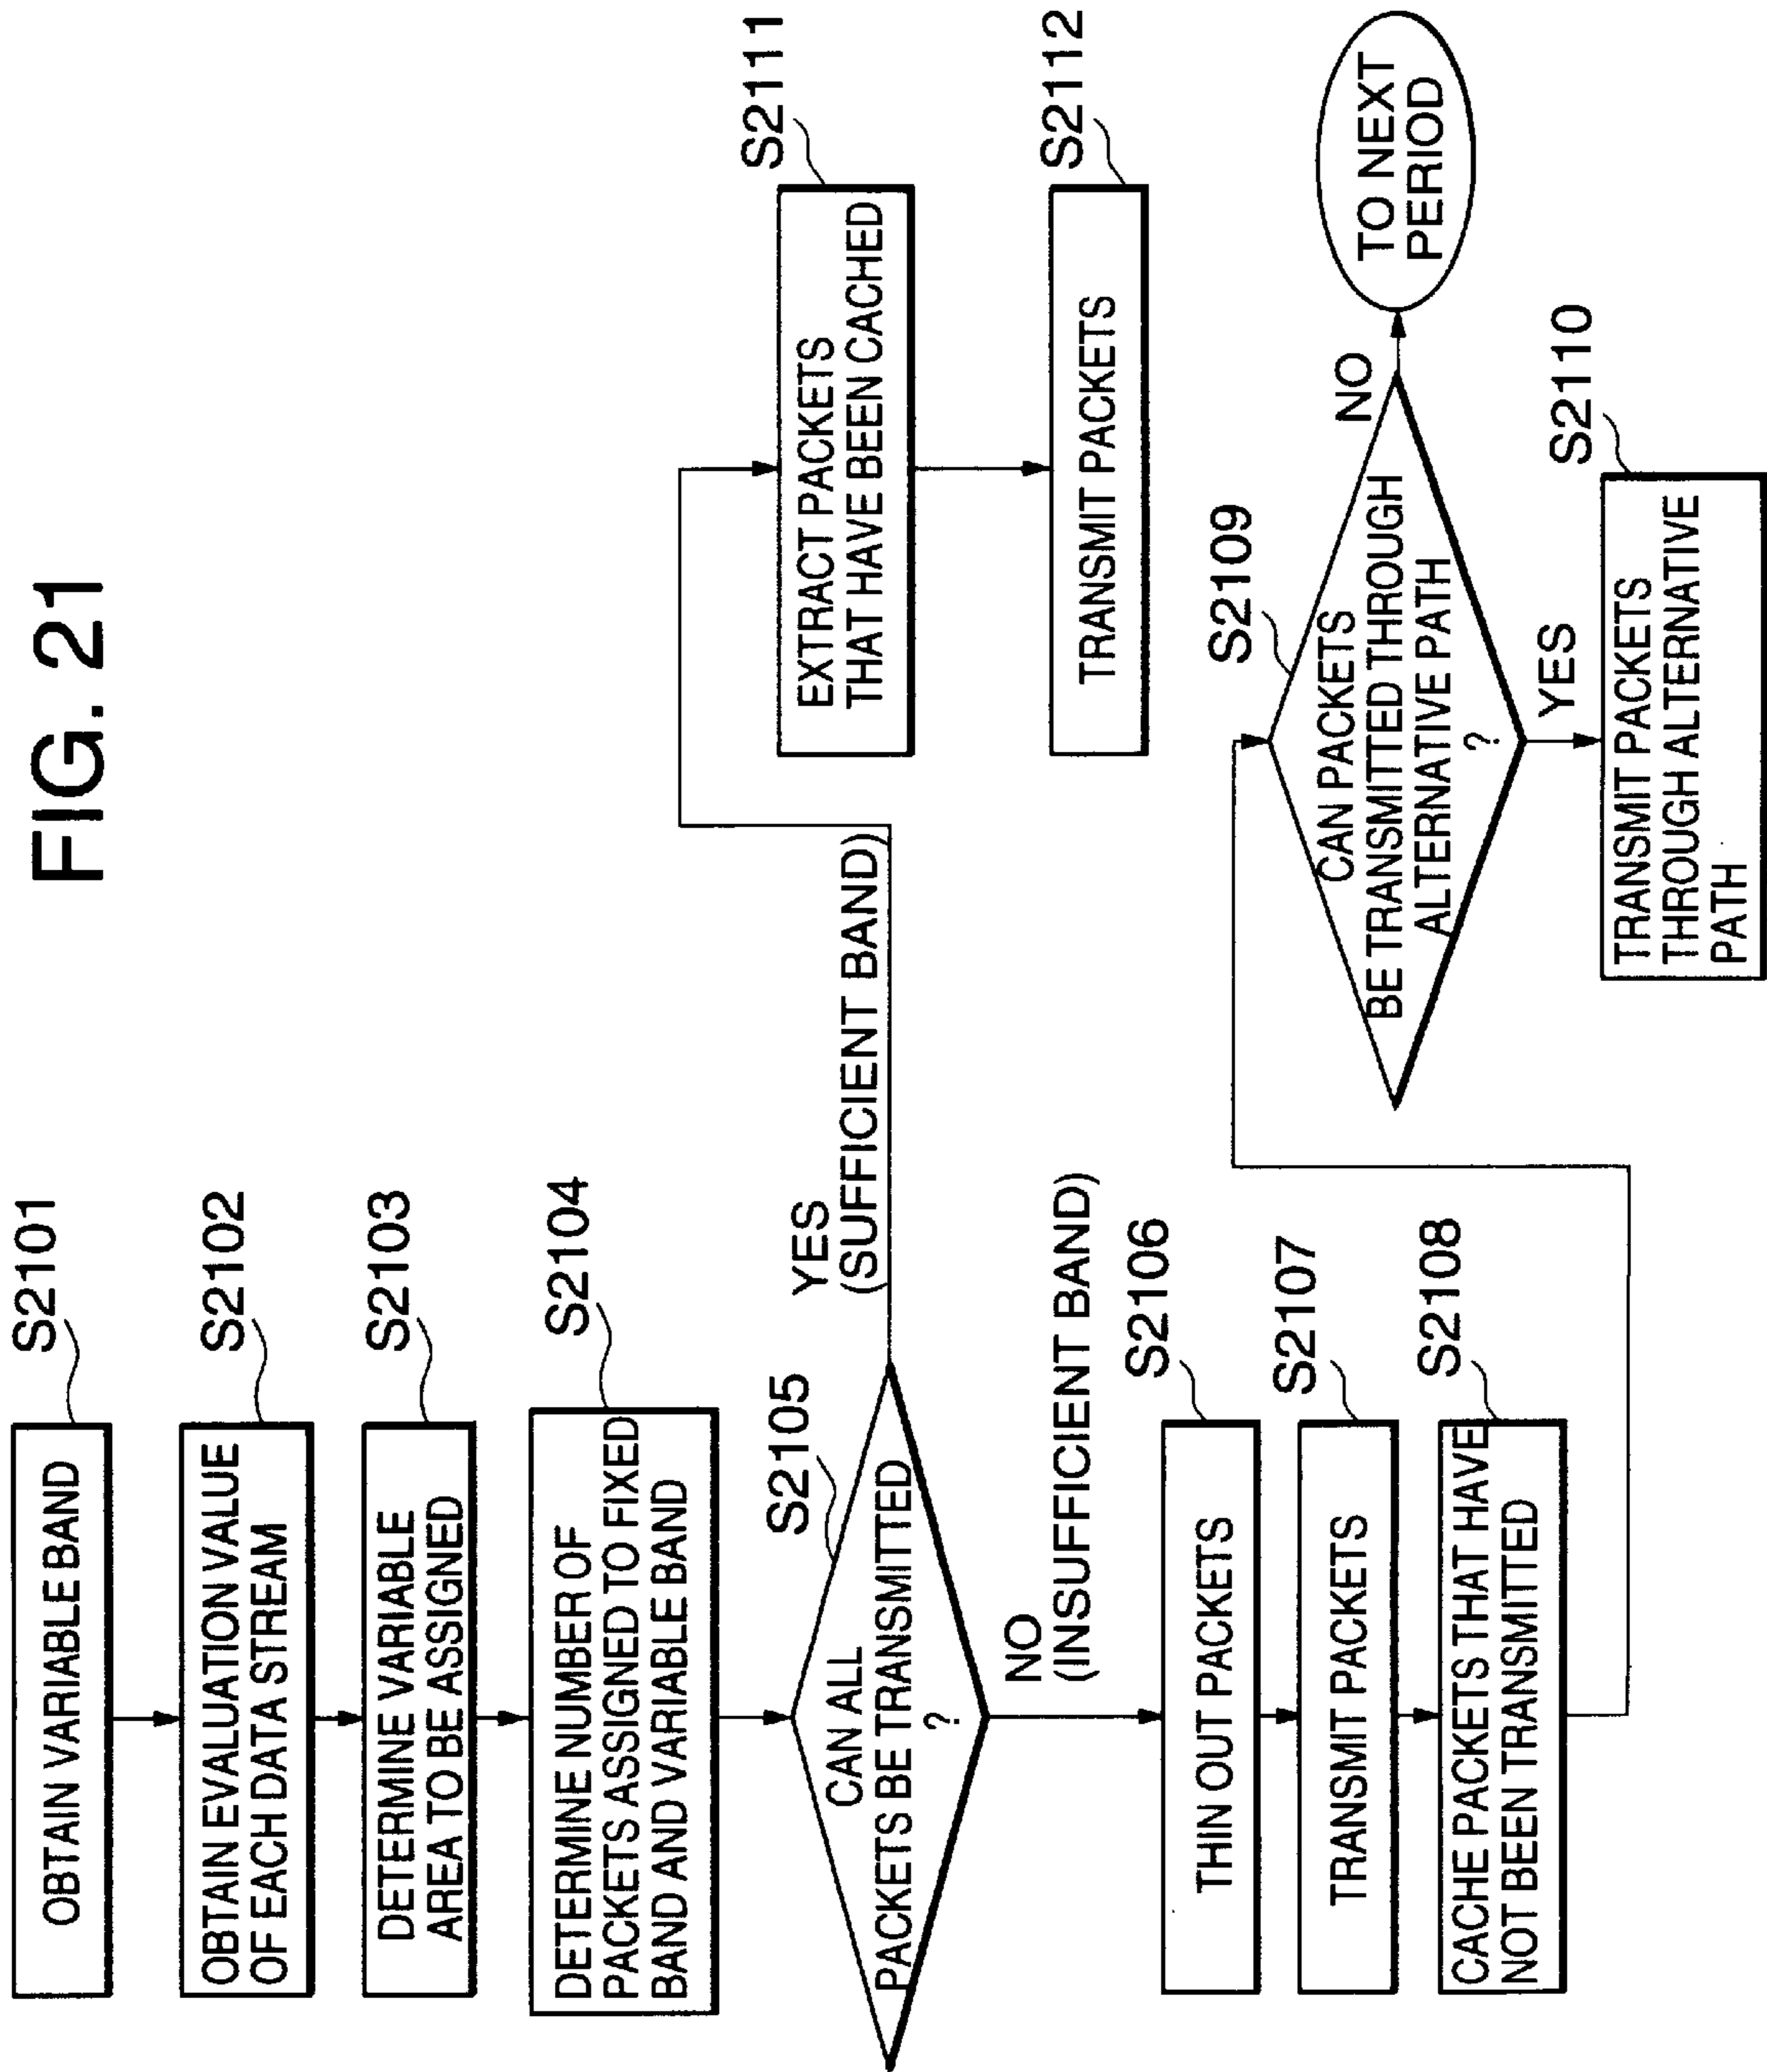 FIG. 21
S2101
OBTAIN VARIABLE BAND
S2102
OBTAIN EVALUATION VALUE
OF EACH DATA STREAM
S2103
DETERMINE VARIABLE
AREA TO BE ASSIGNED
S2104
DETERMINE NUMBER OF
PACKETS ASSIGNED TO FIXED
BAND AND VARIABLE BAND
S2105
CAN ALL
PACKETS BE TRANSMITTED
?
YES
(SUFFICIENT BAND)
NO
(INSUFFICIENT BAND)
S2106
THIN OUT PACKETS
S2107
TRANSMIT PACKETS
S2108
CACHE PACKETS THAT HAVE
NOT BEEN TRANSMITTED
S2111
EXTRACT PACKETS
THAT HAVE BEEN CACHED
S2112
TRANSMIT PACKETS
S2109
CAN PACKETS
BE TRANSMITTED THROUGH
ALTERNATIVE PATH
?
NO
TO NEXT
PERIOD
YES
S2110
TRANSMIT PACKETS
THROUGH ALTERNATIVE
PATH